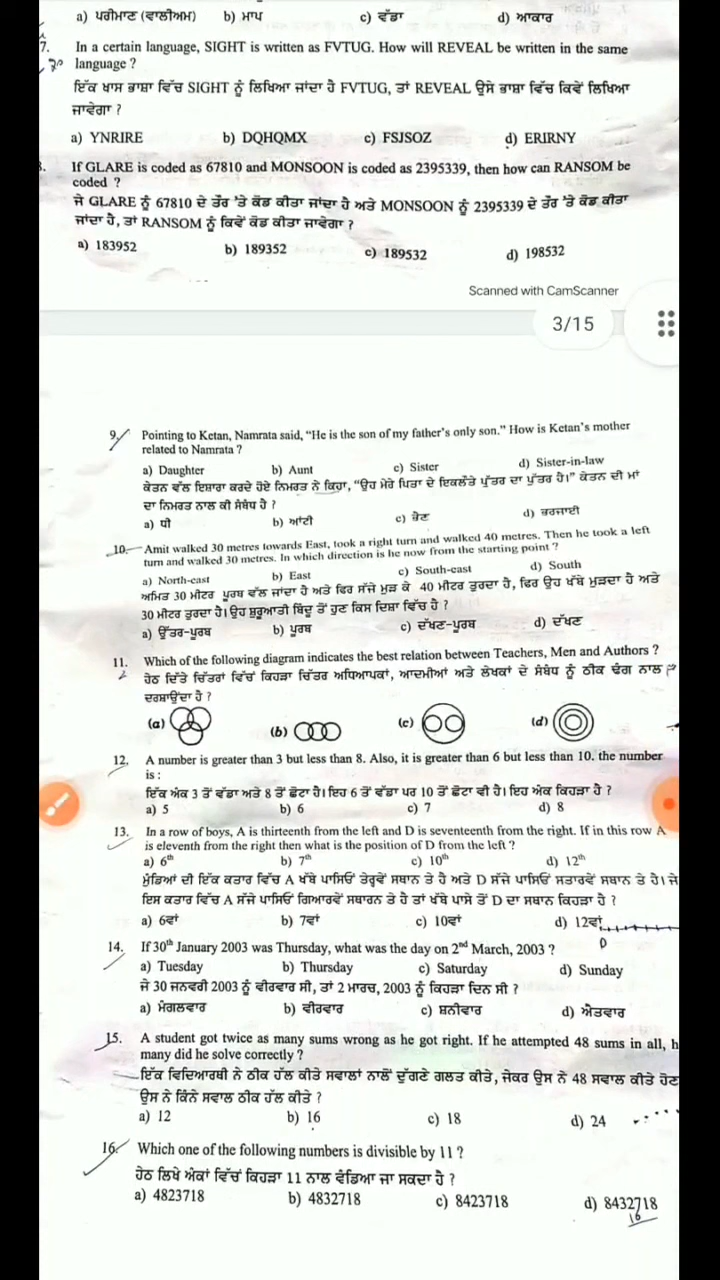 a) ਪਰੀਮਾਣ (ਵਾਲੀਅਮ) b) ਮਾਪ c) ਵੱਡਾ d) ਆਕਾਰ
7. In a certain language, SIGHT is written as FVTUG. How will REVEAL be written in the same
language ?
ਇੱਕ ਖਾਸ ਭਾਸ਼ਾ ਵਿੱਚ SIGHT ਨੂੰ ਲਿਖਿਆ ਜਾਂਦਾ ਹੈ FVTUG, ਤਾਂ REVEAL ਉਸੇ ਭਾਸ਼ਾ ਵਿੱਚ ਕਿਵੇਂ ਲਿਖਿਆ
ਜਾਵੇਗਾ ?
a) YNRIRE b) DQHQMX c) FSJSOZ d) ERIRNY
If GLARE is coded as 67810 and MONSOON is coded as 2395339, then how can RANSOM be
coded ?
ਜੇ GLARE ਨੂੰ 67810 ਦੇ ਤੌਰ 'ਤੇ ਕੋਡ ਕੀਤਾ ਜਾਂਦਾ ਹੈ ਅਤੇ MONSOON ਨੂੰ 2395339 ਦੇ ਤੌਰ 'ਤੇ ਕੋਡ ਕੀਤਾ
ਜਾਂਦਾ ਹੈ, ਤਾਂ RANSOM ਨੂੰ ਕਿਵੇਂ ਕੋਡ ਕੀਤਾ ਜਾਵੇਗਾ ?
a) 183952 b) 189352 c) 189532 d) 198532
Scanned with CamScanner
3/15
9. Pointing to Ketan, Namrata said, “He is the son of my father's only son.” How is Ketan's mother
related to Namrata ?
a) Daughter b) Aunt c) Sister d) Sister-in-law
ਕੇਤਨ ਵੱਲ ਇਸ਼ਾਰਾ ਕਰਦੇ ਹੋਏ ਨਿਮਰਤ ਨੇ ਕਿਹਾ, “ਉਹ ਮੇਰੇ ਪਿਤਾ ਦੇ ਇਕਲੌਤੇ ਪੁੱਤਰ ਦਾ ਪੁੱਤਰ ਹੈ।” ਕੇਤਨ ਦੀ ਮਾਂ
ਦਾ ਨਿਮਰਤ ਨਾਲ ਕੀ ਸੰਬੰਧ ਹੈ ?
a) ਧੀ b) ਆਂਟੀ c) ਭੈਣ d) ਭਰਜਾਈ
10. Amit walked 30 metres towards East, took a right turn and walked 40 metres. Then he took a left
turn and walked 30 metres. In which direction is he now from the starting point ?
a) North-east b) East c) South-east d) South
ਅਮਿਤ 30 ਮੀਟਰ ਪੂਰਬ ਵੱਲ ਜਾਂਦਾ ਹੈ ਅਤੇ ਫਿਰ ਸੱਜੇ ਮੁੜ ਕੇ 40 ਮੀਟਰ ਤੁਰਦਾ ਹੈ, ਫਿਰ ਉਹ ਖੱਬੇ ਮੁੜਦਾ ਹੈ ਅਤੇ
30 ਮੀਟਰ ਤੁਰਦਾ ਹੈ। ਉਹ ਸ਼ੁਰੂਆਤੀ ਬਿੰਦੂ ਤੋਂ ਹੁਣ ਕਿਸ ਦਿਸ਼ਾ ਵਿੱਚ ਹੈ ?
a) ਉੱਤਰ-ਪੂਰਬ b) ਪੂਰਬ c) ਦੱਖਣ-ਪੂਰਬ d) ਦੱਖਣ
11. Which of the following diagram indicates the best relation between Teachers, Men and Authors ?
ਹੇਠ ਦਿੱਤੇ ਚਿੱਤਰਾਂ ਵਿੱਚੋਂ ਕਿਹੜਾ ਚਿੱਤਰ ਅਧਿਆਪਕਾਂ, ਆਦਮੀਆਂ ਅਤੇ ਲੇਖਕਾਂ ਦੇ ਸੰਬੰਧ ਨੂੰ ਠੀਕ ਢੰਗ ਨਾਲ
ਦਰਸਾਉਂਦਾ ਹੈ ?
(a) (b) (c) (d)
12. A number is greater than 3 but less than 8. Also, it is greater than 6 but less than 10. the number
is :
ਇੱਕ ਅੰਕ 3 ਤੋਂ ਵੱਡਾ ਅਤੇ 8 ਤੋਂ ਛੋਟਾ ਹੈ। ਇਹ 6 ਤੋਂ ਵੱਡਾ ਪਰ 10 ਤੋਂ ਛੋਟਾ ਵੀ ਹੈ। ਇਹ ਅੰਕ ਕਿਹੜਾ ਹੈ ?
a) 5 b) 6 c) 7 d) 8
13. In a row of boys, A is thirteenth from the left and D is seventeenth from the right. If in this row A
is eleventh from the right then what is the position of D from the left ?
a) 6th b) 7th c) 10th d) 12th
ਮੁੰਡਿਆਂ ਦੀ ਇੱਕ ਕਤਾਰ ਵਿੱਚ A ਖੱਬੇ ਪਾਸਿਓਂ ਤੇਰ੍ਹਵੇਂ ਸਥਾਨ ਤੇ ਹੈ ਅਤੇ D ਸੱਜੇ ਪਾਸਿਓਂ ਸਤਾਰਵੇਂ ਸਥਾਨ ਤੇ ਹੈ। ਜੇ
ਇਸ ਕਤਾਰ ਵਿੱਚ A ਸੱਜੇ ਪਾਸਿਓਂ ਗਿਆਰਵੇਂ ਸਥਾਨ ਤੇ ਹੈ ਤਾਂ ਖੱਬੇ ਪਾਸੇ ਤੋਂ D ਦਾ ਸਥਾਨ ਕਿਹੜਾ ਹੈ ?
a) 6ਵਾਂ b) 7ਵਾਂ c) 10ਵਾਂ d) 12ਵਾਂ
D
14. If 30th January 2003 was Thursday, what was the day on 2nd March, 2003 ?
a) Tuesday b) Thursday c) Saturday d) Sunday
ਜੇ 30 ਜਨਵਰੀ 2003 ਨੂੰ ਵੀਰਵਾਰ ਸੀ, ਤਾਂ 2 ਮਾਰਚ, 2003 ਨੂੰ ਕਿਹੜਾ ਦਿਨ ਸੀ ?
a) ਮੰਗਲਵਾਰ b) ਵੀਰਵਾਰ c) ਸ਼ਨੀਵਾਰ d) ਐਤਵਾਰ
15. A student got twice as many sums wrong as he got right. If he attempted 48 sums in all, h
many did he solve correctly ?
ਇੱਕ ਵਿਦਿਆਰਥੀ ਨੇ ਠੀਕ ਹੱਲ ਕੀਤੇ ਸਵਾਲਾਂ ਨਾਲੋਂ ਦੁੱਗਣੇ ਗਲਤ ਕੀਤੇ, ਜੇਕਰ ਉਸ ਨੇ 48 ਸਵਾਲ ਕੀਤੇ ਹੋਣ
ਉਸ ਨੇ ਕਿੰਨੇ ਸਵਾਲ ਠੀਕ ਹੱਲ ਕੀਤੇ ?
a) 12 b) 16 c) 18 d) 24
16. Which one of the following numbers is divisible by 11 ?
ਹੇਠ ਲਿਖੇ ਅੰਕਾਂ ਵਿੱਚੋਂ ਕਿਹੜਾ 11 ਨਾਲ ਵੰਡਿਆ ਜਾ ਸਕਦਾ ਹੈ ?
a) 4823718 b) 4832718 c) 8423718 d) 8432718
16